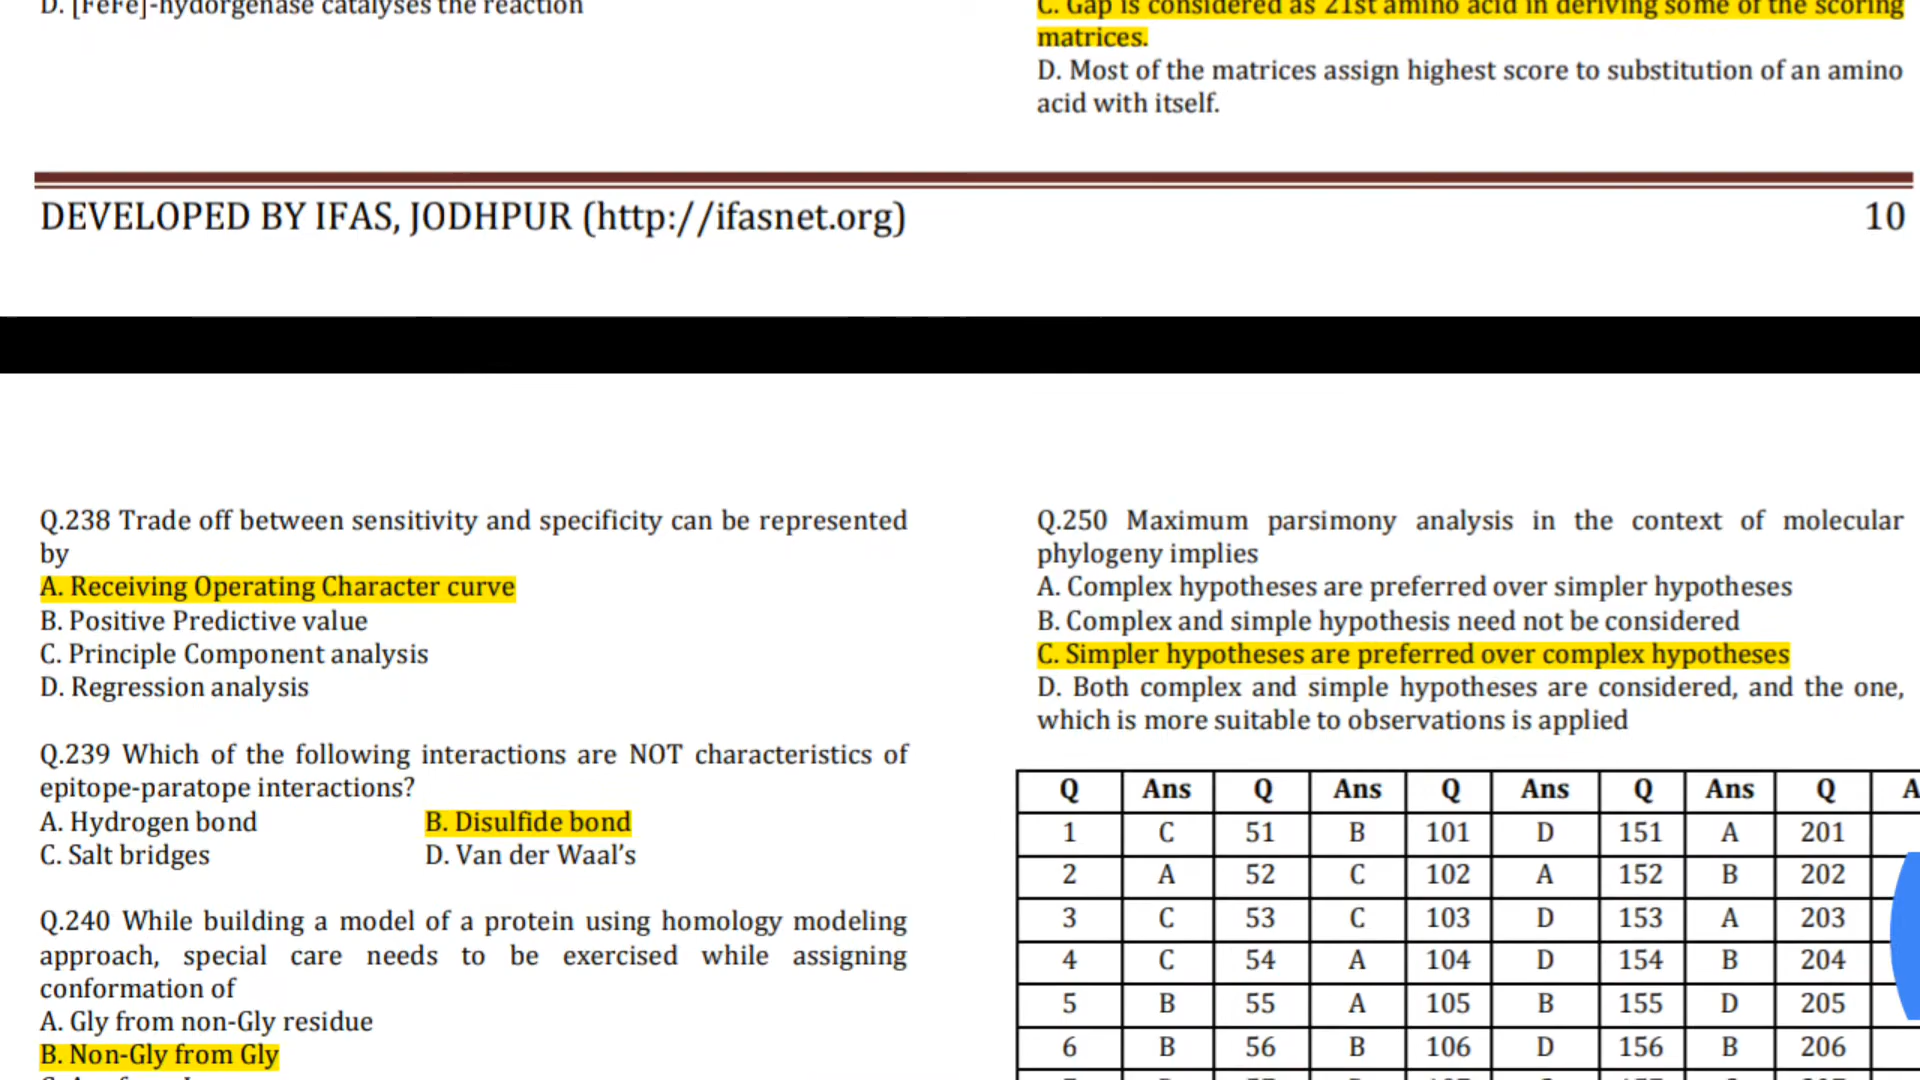 D. [FeFe]-hydorgenase catalyses the reaction
C. Gap is considered as 21st amino acid in deriving some of the scoring
matrices.
D. Most of the matrices assign highest score to substitution of an amino
acid with itself.
DEVELOPED BY IFAS, JODHPUR (http://ifasnet.org)
10
Q.238 Trade off between sensitivity and specificity can be represented
by
A. Receiving Operating Character curve
B. Positive Predictive value
C. Principle Component analysis
D. Regression analysis
Q.239 Which of the following interactions are NOT characteristics of
epitope-paratope interactions?
A. Hydrogen bond B. Disulfide bond
C. Salt bridges D. Van der Waal’s
Q.240 While building a model of a protein using homology modeling
approach, special care needs to be exercised while assigning
conformation of
A. Gly from non-Gly residue
B. Non-Gly from Gly
Q.250 Maximum parsimony analysis in the context of molecular
phylogeny implies
A. Complex hypotheses are preferred over simpler hypotheses
B. Complex and simple hypothesis need not be considered
C. Simpler hypotheses are preferred over complex hypotheses
D. Both complex and simple hypotheses are considered, and the one,
which is more suitable to observations is applied
Q Ans Q Ans Q Ans Q Ans Q A
1 C 51 B 101 D 151 A 201
2 A 52 C 102 A 152 B 202
3 C 53 C 103 D 153 A 203
4 C 54 A 104 D 154 B 204
5 B 55 A 105 B 155 D 205
6 B 56 B 106 D 156 B 206